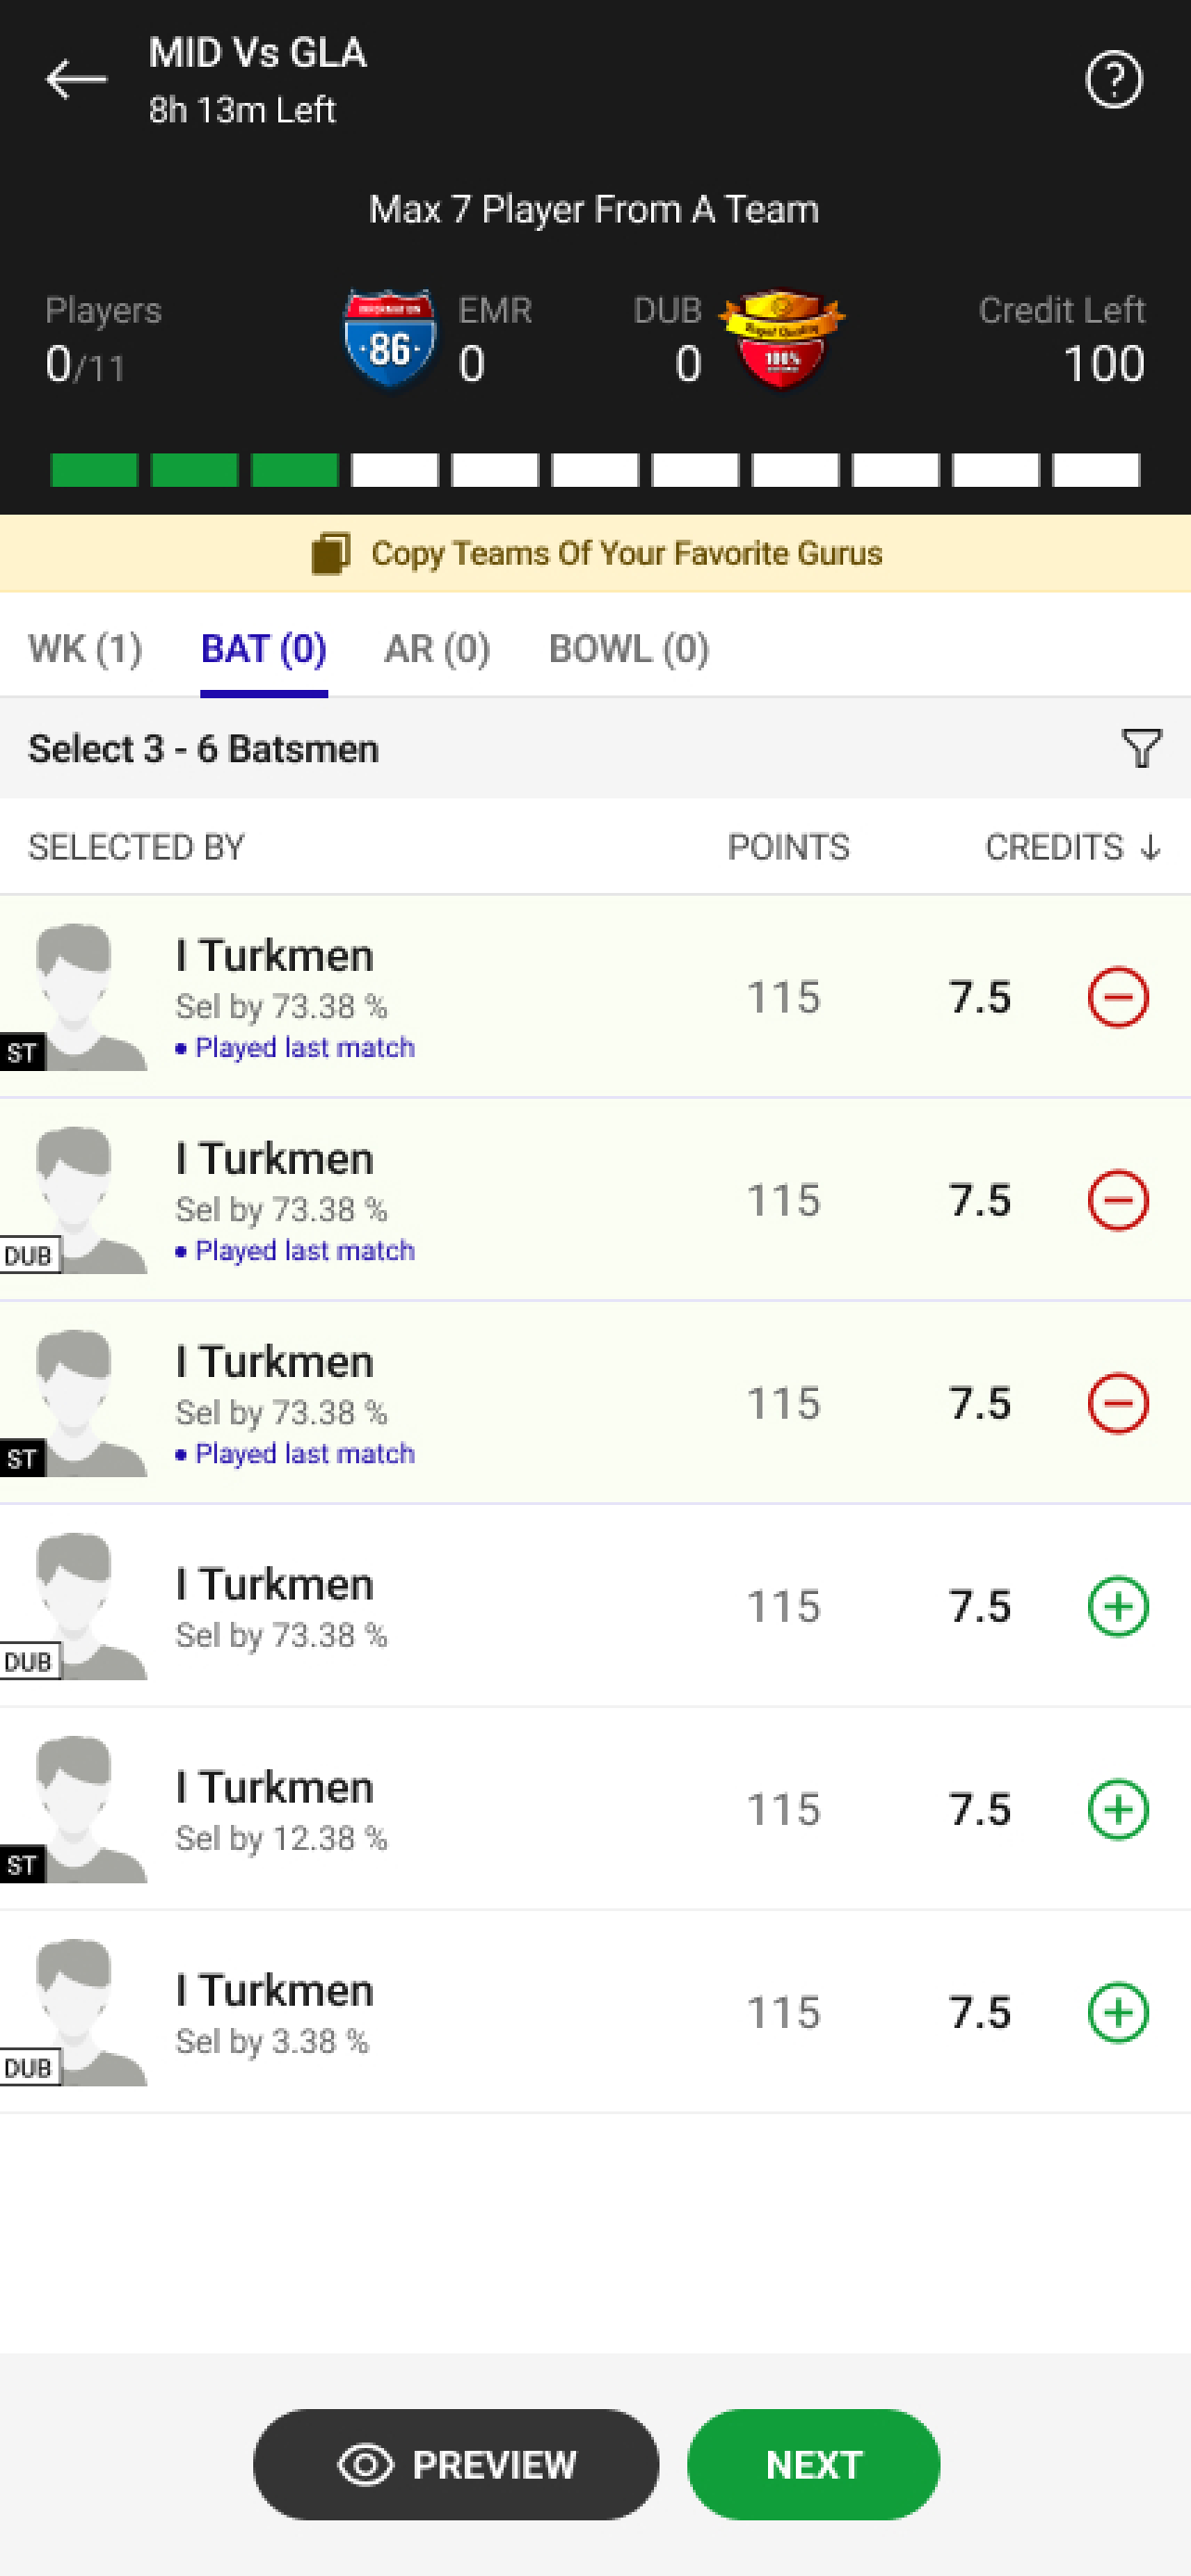 MID Vs GLA
8h 13m Left
Max 7 Player From A Team
Players
0/11
86
EMR
0
DUB
0
100%
Credit Left
100
Copy Teams Of Your Favorite Gurus
WK (1) BAT (0) AR (0) BOWL (0)
Select 3 - 6 Batsmen
SELECTED BY POINTS CREDITS ↓
I Turkmen
Sel by 73.38 %
• Played last match
ST
115 7.5
I Turkmen
Sel by 73.38 %
• Played last match
DUB
115 7.5
I Turkmen
Sel by 73.38 %
• Played last match
ST
115 7.5
I Turkmen
Sel by 73.38 %
DUB
115 7.5
I Turkmen
Sel by 12.38 %
ST
115 7.5
I Turkmen
Sel by 3.38 %
DUB
115 7.5
PREVIEW NEXT